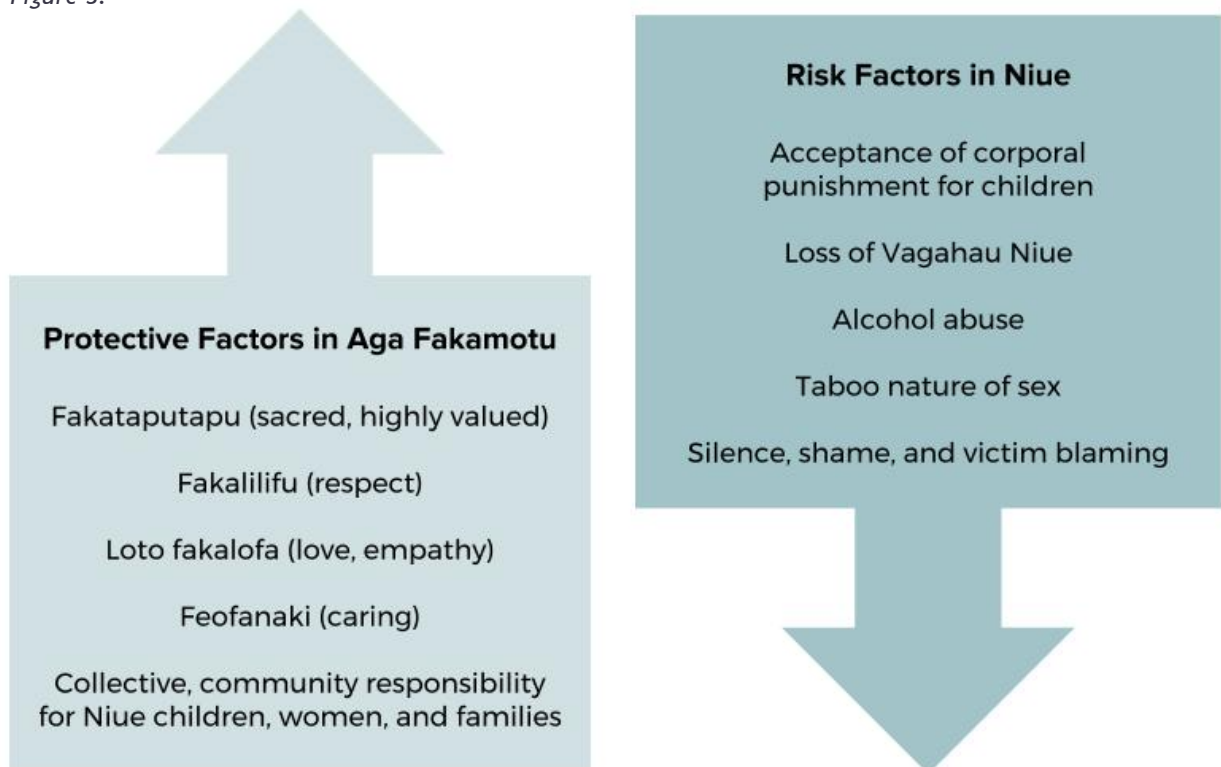 Figure 3.
Protective Factors in Aga Fakamotu
Fakataputapu (sacred, highly valued)
Fakalilifu (respect)
Loto fakalofa (love, empathy)
Feofanaki (caring)
Collective, community responsibility
for Niue children, women, and families
Risk Factors in Niue
Acceptance of corporal
punishment for children
Loss of Vagahau Niue
Alcohol abuse
Taboo nature of sex
Silence, shame, and victim blaming